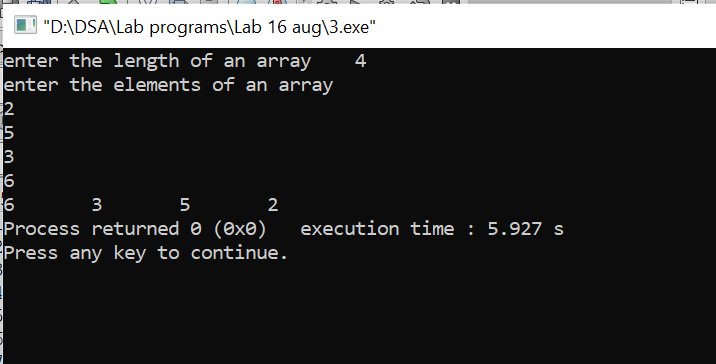 "D:\DSA\Lab programs\Lab 16 aug\3.exe"
enter the length of an array    4
enter the elements of an array
2
5
3
6
6       3       5       2
Process returned 0 (0x0)   execution time : 5.927 s
Press any key to continue.